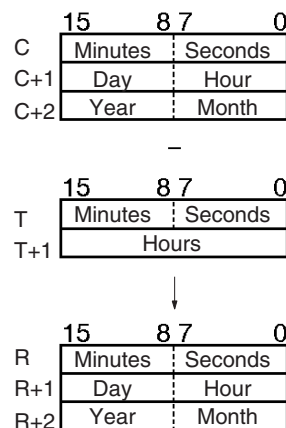 15 8 7 0
C Minutes Seconds
C+1 Day Hour
C+2 Year Month
–
15 8 7 0
T Minutes Seconds
T+1 Hours
15 8 7 0
R Minutes Seconds
R+1 Day Hour
R+2 Year Month